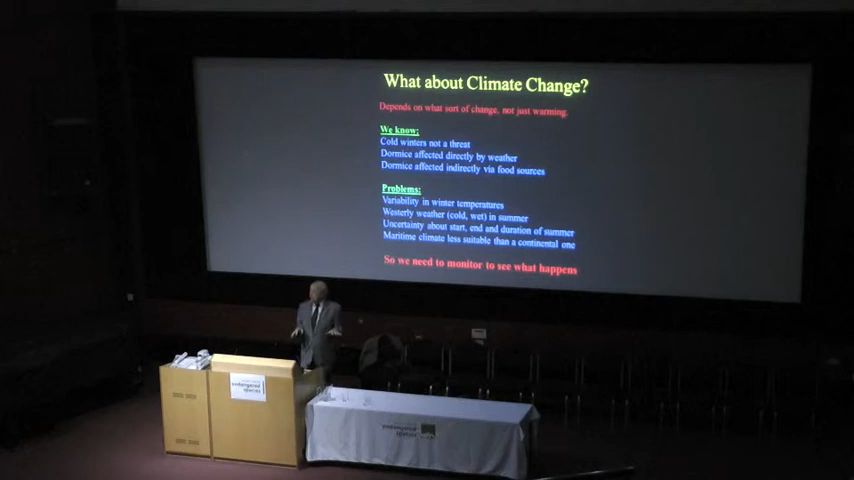 What about Climate Change?
Depends on what sort of change, not just warming.
We know:
Cold winters not a threat
Dormice affected directly by weather
Dormice affected indirectly via food sources
Problems:
Variability in winter temperatures
Westerly weather (cold, wet) in summer
Uncertainty about start, end and duration of summer
Maritime climate less suitable than a continental one
So we need to monitor to see what happens
endangered
species
endangered
species